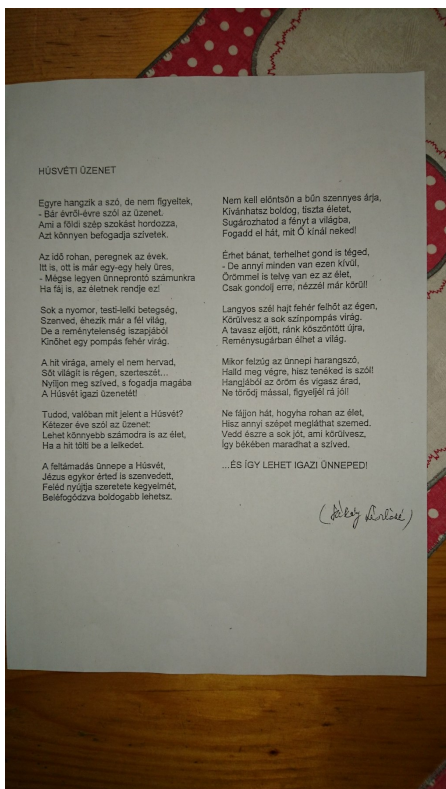 HÚSVÉTI ÜZENET
Egyre hangzik a szó, de nem figyeltek,
- Bár évről-évre szól az üzenet.
Ami a földi szép szokást hordozza,
Azt könnyen befogadja szívetek.
Az idő rohan, peregnek az évek.
Itt is, ott is már egy-egy hely üres,
- Mégse legyen ünneprontó számunkra
Ha fáj is, az életnek rendje ez!
Sok a nyomor, testi-lelki betegség,
Szenved, éhezik már a fél világ,
De a reménytelenség iszapjából
Kinőhet egy pompás fehér virág.
A hit virága, amely el nem hervad,
Sőt világít is régen, szerteszét...
Nyíljon meg szíved, s fogadja magába
A Húsvét igazi üzenetét!
Tudod, valóban mit jelent a Húsvét?
Kétezer éve szól az üzenet:
Lehet könnyebb számodra is az élet,
Ha a hit tölti be a lelkedet.
A feltámadás ünnepe a Húsvét,
Jézus egykor érted is szenvedett,
Feléd nyújtja szeretete kegyelmét,
Beléfogódzva boldogabb lehetsz.
Nem kell elöntsön a bűn szennyes árja,
Kívánhatsz boldog, tiszta életet,
Sugározhatod a fényt a világba,
Fogadd el hát, mit Ő kínál neked!
Érhet bánat, terhelhet gond is téged,
- De annyi minden van ezen kívül,
Örömmel is telve van ez az élet,
Csak gondolj erre, nézzél már körül!
Langyos szél hajt fehér felhőt az égen,
Körülvesz a sok színpompás virág.
A tavasz eljött, ránk köszöntött újra,
Reménysugárban élhet a világ.
Mikor felzúg az ünnepi harangszó,
Halld meg végre, hisz tenéked is szól!
Hangjából az öröm és vigasz árad,
Ne törődj mással, figyeljél rá jól!
Ne fájjon hát, hogyha rohan az élet,
Hisz annyi szépet megláthat szemed.
Vedd észre a sok jót, ami körülvesz,
Így békében maradhat a szíved.
...ÉS ÍGY LEHET IGAZI ÜNNEPED!